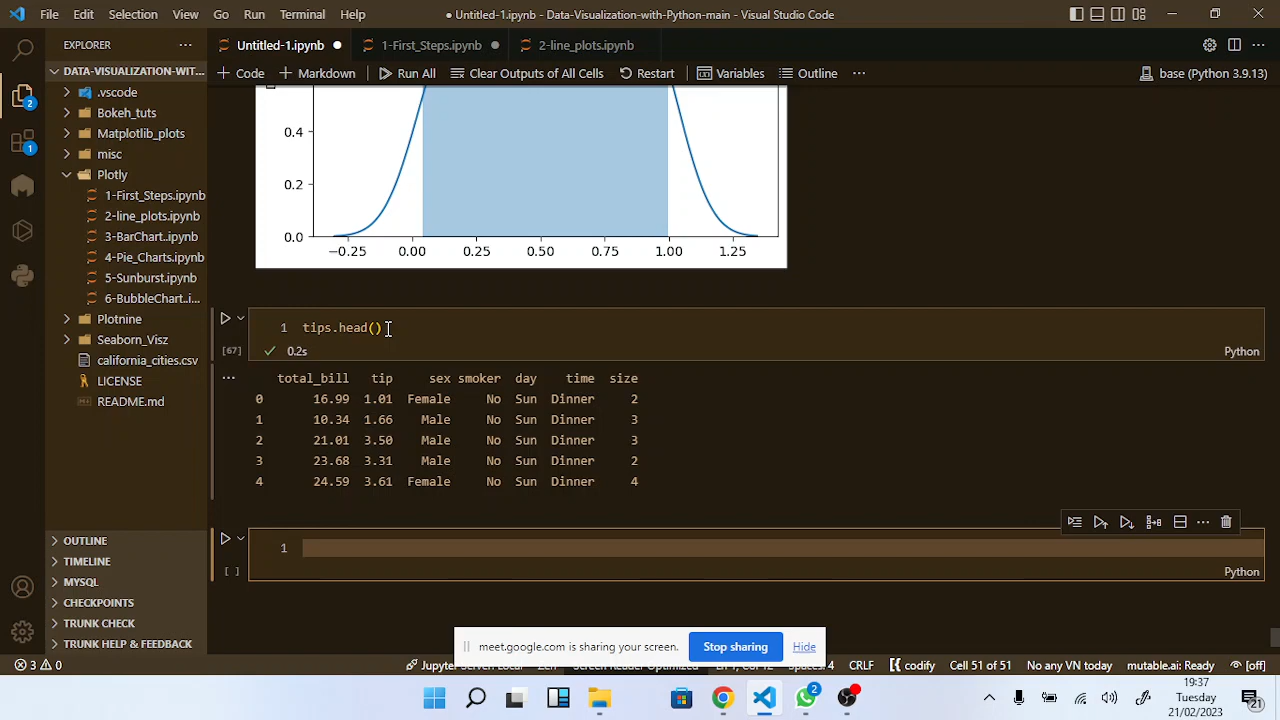 File Edit Selection View Go Run Terminal Help
● Untitled-1.ipynb - Data-Visualization-with-Python-main - Visual Studio Code
EXPLORER
Untitled-1.ipynb
1-First_Steps.ipynb
2-line_plots.ipynb
DATA-VISUALIZATION-WIT...
+ Code + Markdown Run All Clear Outputs of All Cells Restart Variables Outline ...
base (Python 3.9.13)
.vscode
Bokeh_tuts
Matplotlib_plots
misc
Plotly
1-First_Steps.ipynb
2-line_plots.ipynb
3-BarChart..ipynb
4-Pie_Charts.ipynb
5-Sunburst.ipynb
6-BubbleChart..i...
Plotnine
Seaborn_Visz
california_cities.csv
LICENSE
README.md
OUTLINE
TIMELINE
MYSQL
CHECKPOINTS
TRUNK CHECK
TRUNK HELP & FEEDBACK
0.4
0.2
0.0
−0.25 0.00 0.25 0.50 0.75 1.00 1.25
1 tips.head()
[67] 0.2s Python
total_bill tip sex smoker day time size
0 16.99 1.01 Female No Sun Dinner 2
1 10.34 1.66 Male No Sun Dinner 3
2 21.01 3.50 Male No Sun Dinner 3
3 23.68 3.31 Male No Sun Dinner 2
4 24.59 3.61 Female No Sun Dinner 4
1
[ ] Python
meet.google.com is sharing your screen. Stop sharing Hide
3 0 Jupyter Server: CRLF codify Cell 51 of 51 No any VN today mutable.ai: Ready [off]
19:37
Tuesday
21/02/2023